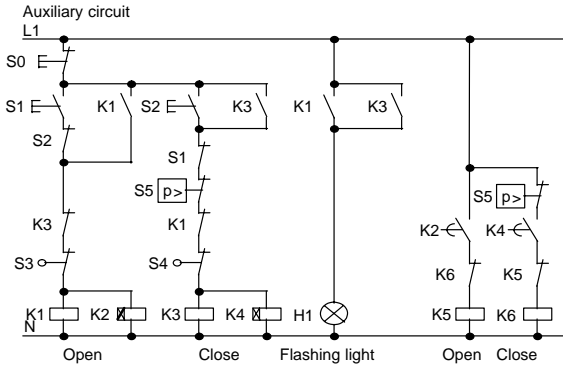 Auxiliary circuit
L1
S0
S1 K1 S2 K3 K1 K3
S2 S1
S5 p> S5 p>
K3 K1 K2 K4
S3 S4 K6 K5
K1 K2 K3 K4 H1 K5 K6
N
Open Close Flashing light Open Close